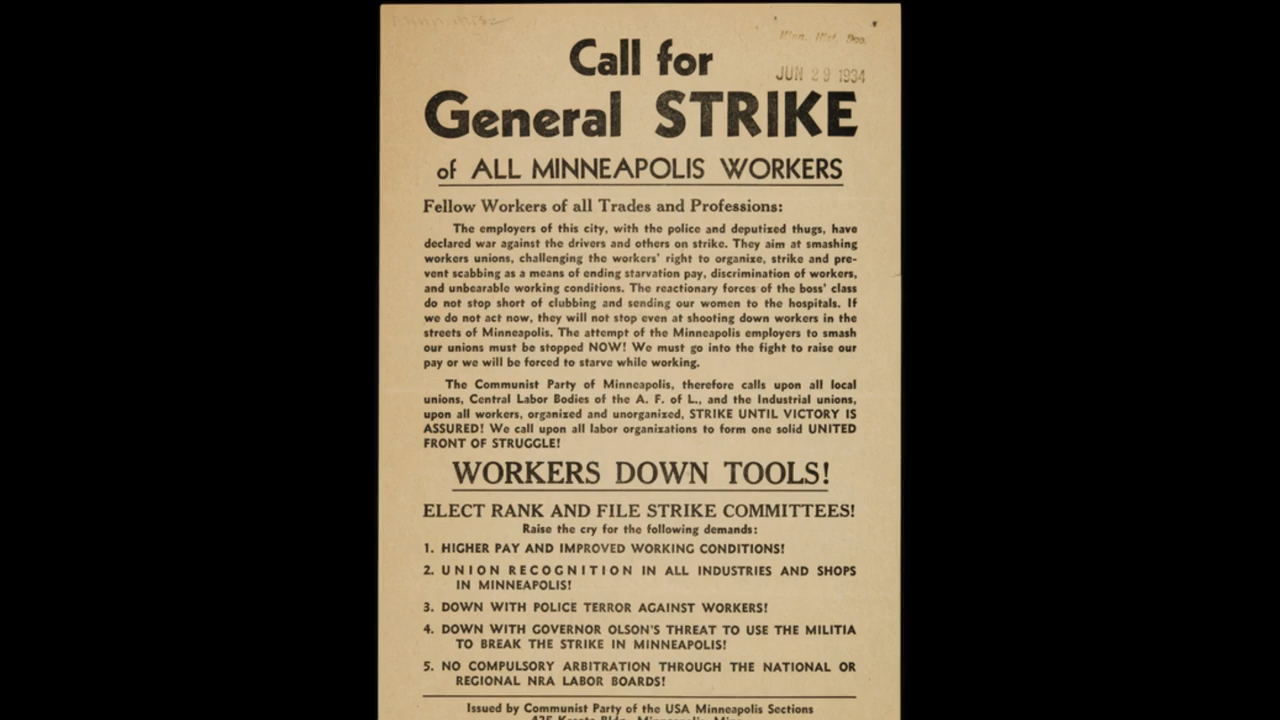 Minn. Hist. Soc.
JUN 29 1934
Call for
General STRIKE
of ALL MINNEAPOLIS WORKERS
Fellow Workers of all Trades and Professions:
The employers of this city, with the police and deputized thugs, have
declared war against the drivers and others on strike. They aim at smashing
workers unions, challenging the workers' right to organize, strike and pre-
vent scabbing as a means of ending starvation pay, discrimination of workers,
and unbearable working conditions. The reactionary forces of the boss' class
do not stop short of clubbing and sending our women to the hospitals. If
we do not act now, they will not stop even at shooting down workers in the
streets of Minneapolis. The attempt of the Minneapolis employers to smash
our unions must be stopped NOW! We must go into the fight to raise our
pay or we will be forced to starve while working.
The Communist Party of Minneapolis, therefore calls upon all local
unions, Central Labor Bodies of the A. F. of L., and the Industrial unions,
upon all workers, organized and unorganized, STRIKE UNTIL VICTORY IS
ASSURED! We call upon all labor organizations to form one solid UNITED
FRONT OF STRUGGLE!
WORKERS DOWN TOOLS!
ELECT RANK AND FILE STRIKE COMMITTEES!
Raise the cry for the following demands:
1. HIGHER PAY AND IMPROVED WORKING CONDITIONS!
2. UNION RECOGNITION IN ALL INDUSTRIES AND SHOPS
IN MINNEAPOLIS!
3. DOWN WITH POLICE TERROR AGAINST WORKERS!
4. DOWN WITH GOVERNOR OLSON'S THREAT TO USE THE MILITIA
TO BREAK THE STRIKE IN MINNEAPOLIS!
5. NO COMPULSORY ARBITRATION THROUGH THE NATIONAL OR
REGIONAL NRA LABOR BOARDS!
Issued by Communist Party of the USA Minneapolis Sections